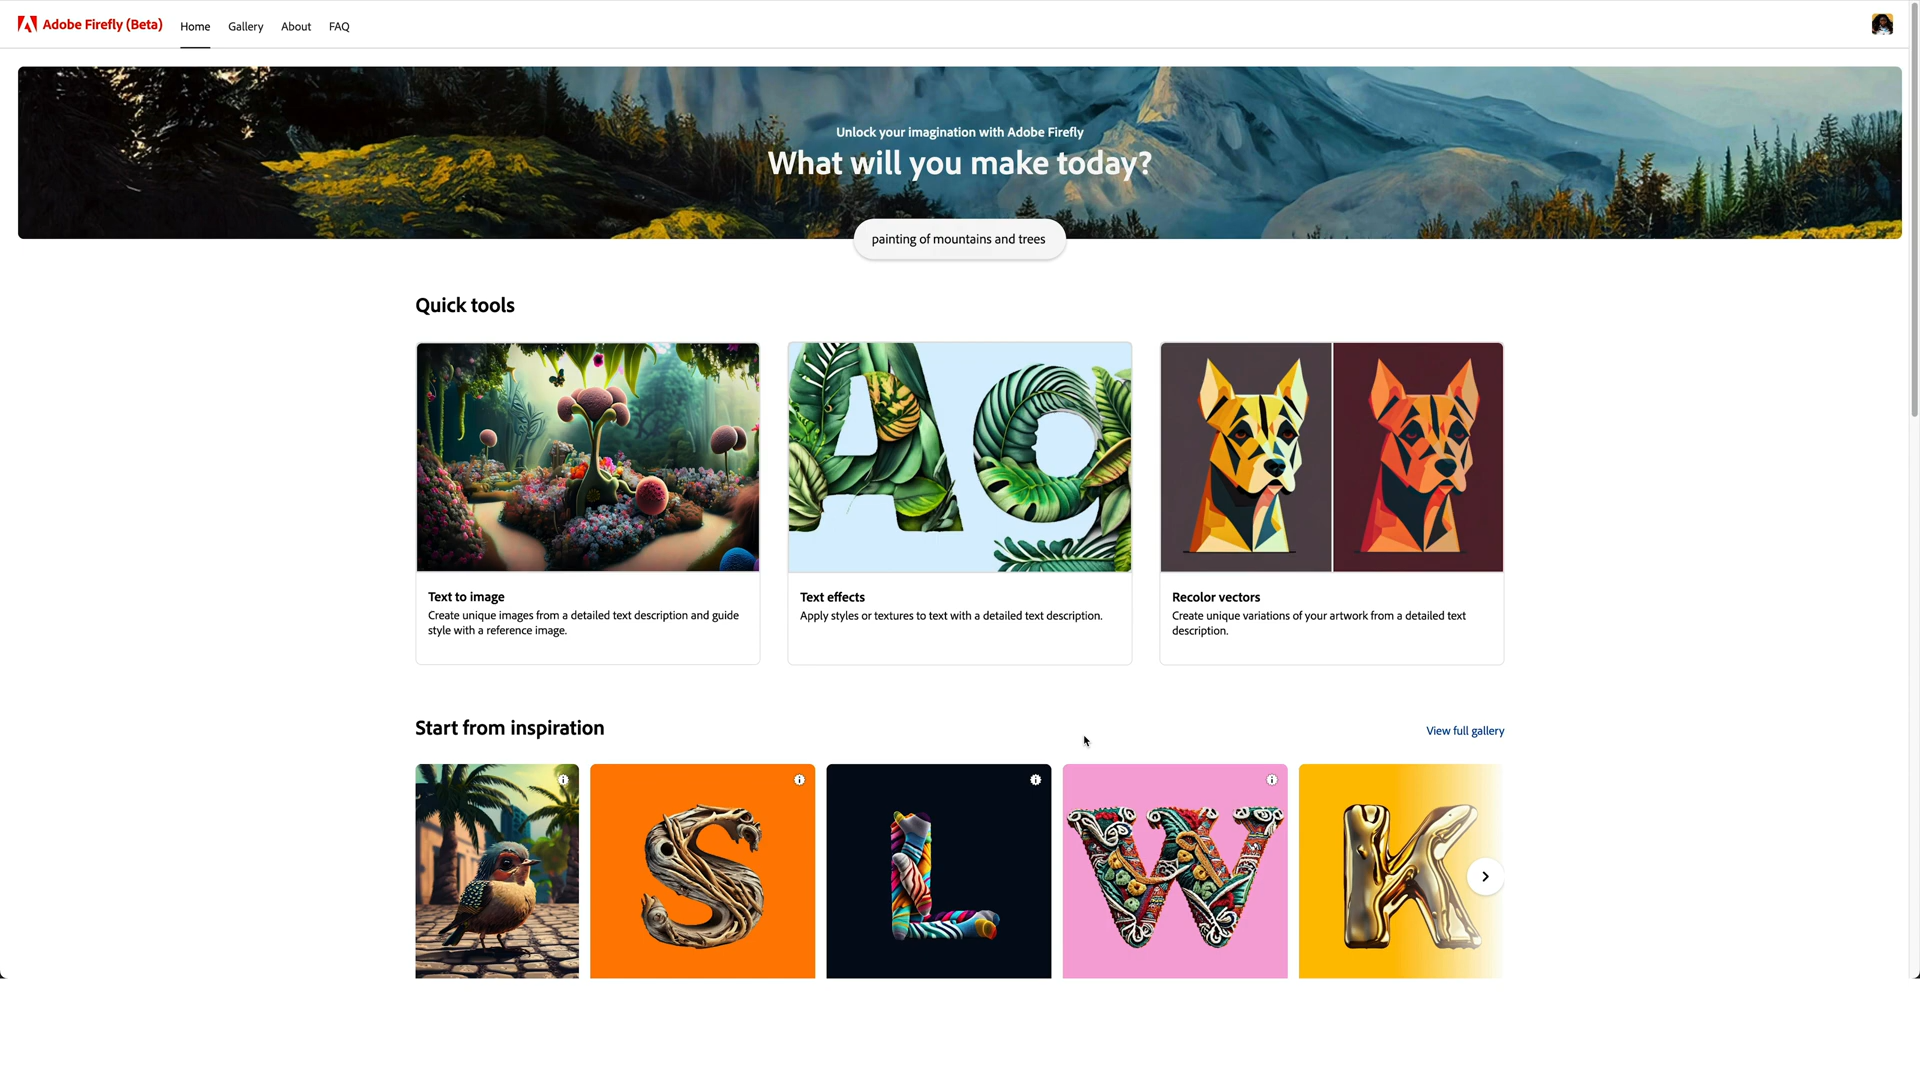 Adobe Firefly (Beta)
Home
Gallery
About
FAQ
Unlock your imagination with Adobe Firefly
What will you make today?
painting of mountains and trees
Quick tools
Ag
Text to image
Create unique images from a detailed text description and guide
style with a reference image.
Text effects
Apply styles or textures to text with a detailed text description.
Recolor vectors
Create unique variations of your artwork from a detailed text
description.
Start from inspiration
View full gallery
S
L
W
K